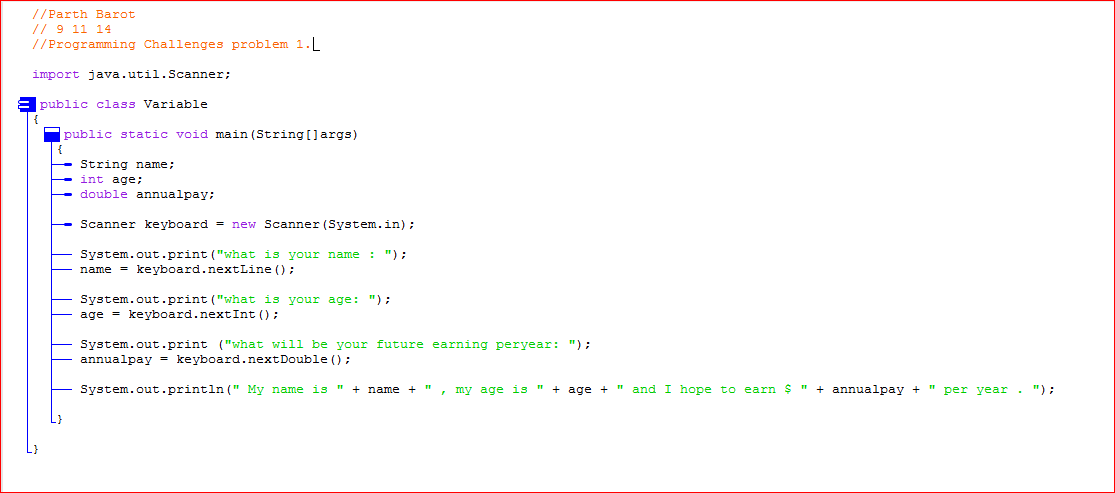 //Parth Barot
// 9 11 14
//Programming Challenges problem 1.
import java.util.Scanner;
public class Variable
{
public static void main(String[]args)
{
String name;
int age;
double annualpay;
Scanner keyboard = new Scanner(System.in);
System.out.print("what is your name : ");
name = keyboard.nextLine();
System.out.print("what is your age: ");
age = keyboard.nextInt();
System.out.print ("what will be your future earning peryear: ");
annualpay = keyboard.nextDouble();
System.out.println(" My name is " + name + " , my age is " + age + " and I hope to earn $ " + annualpay + " per year . ");
}
}